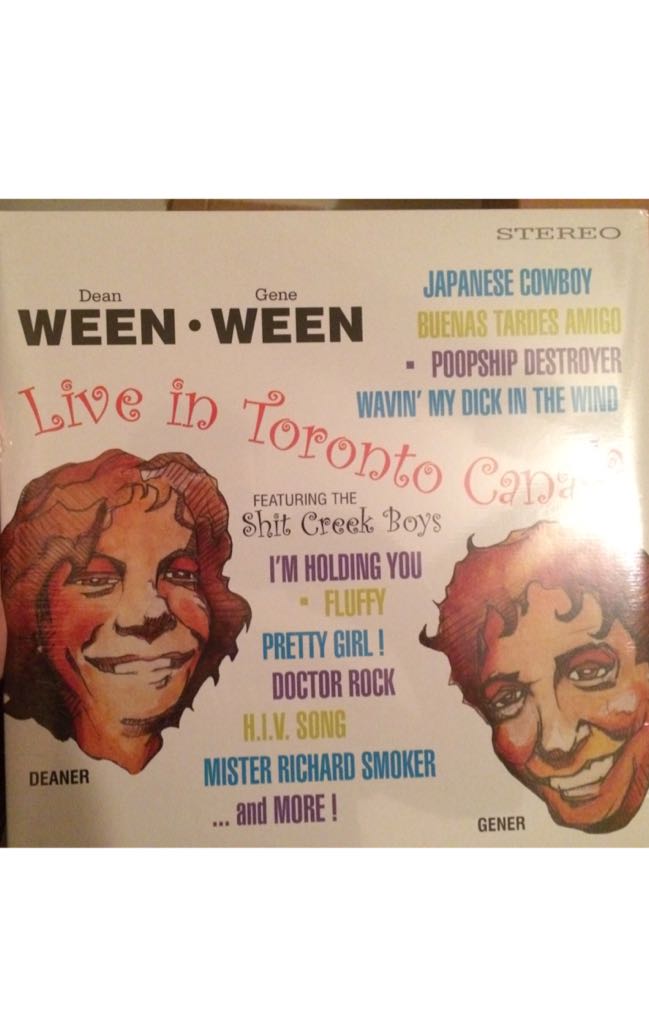 STEREO
Dean Gene
WEEN • WEEN
Live in Toronto Canada
FEATURING THE
Shit Creek Boys
JAPANESE COWBOY
BUENAS TARDES AMIGO
▪ POOPSHIP DESTROYER
WAVIN' MY DICK IN THE WIND
I'M HOLDING YOU
▪ FLUFFY
PRETTY GIRL !
DOCTOR ROCK
H.I.V. SONG
MISTER RICHARD SMOKER
... and MORE !
DEANER
GENER